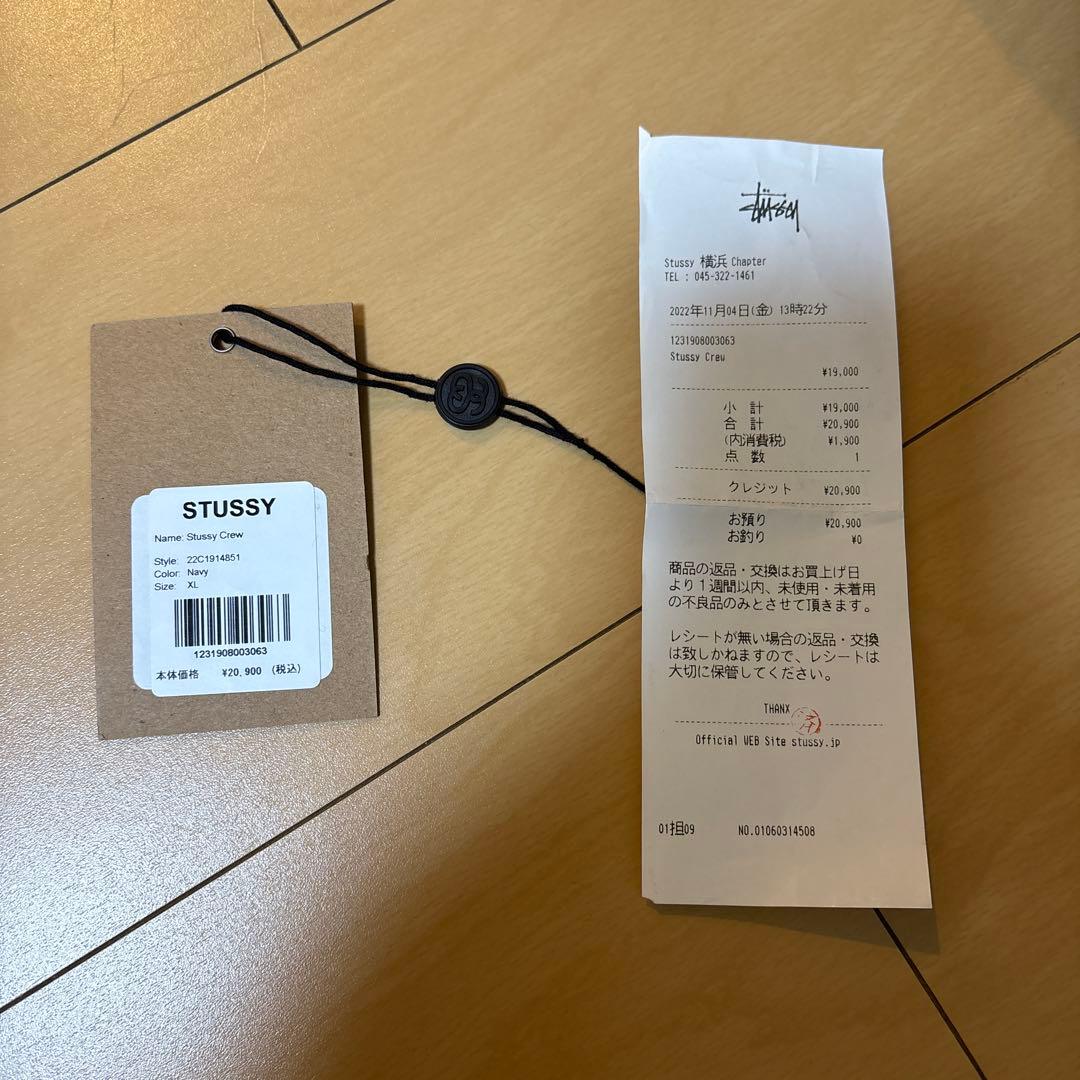 STUSSY
Name: Stussy Crew
Style: 22C1914851
Color: Navy
Size: XL
1231908003063
本体価格 ¥20,900 (税込)
stüssy
Stussy 横浜 Chapter
TEL : 045-322-1461
2022年11月04日(金) 13時22分
1231908003063
Stussy Crew
¥19,000
小 計 ¥19,000
合 計 ¥20,900
(内消費税) ¥1,900
点 数 1
クレジット ¥20,900
お預り ¥20,900
お釣り ¥0
商品の返品・交換はお買上げ日
より1週間以内、未使用・未着用
の不良品のみとさせて頂きます。
レシートが無い場合の返品・交換
は致しかねますので、レシートは
大切に保管してください。
THANX
Official WEB Site stussy.jp
01担09 NO.01060314508